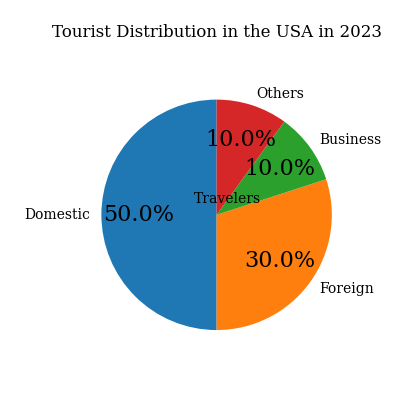 Tourist Distribution in the USA in 2023
Others
10.0%
Business
10.0%
Travelers
Domestic
50.0%
30.0%
Foreign